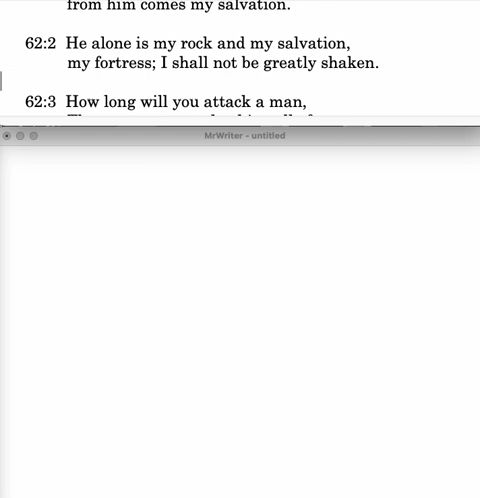 from him comes my salvation.
62:2 He alone is my rock and my salvation,
my fortress; I shall not be greatly shaken.
62:3 How long will you attack a man,
MrWriter - untitled